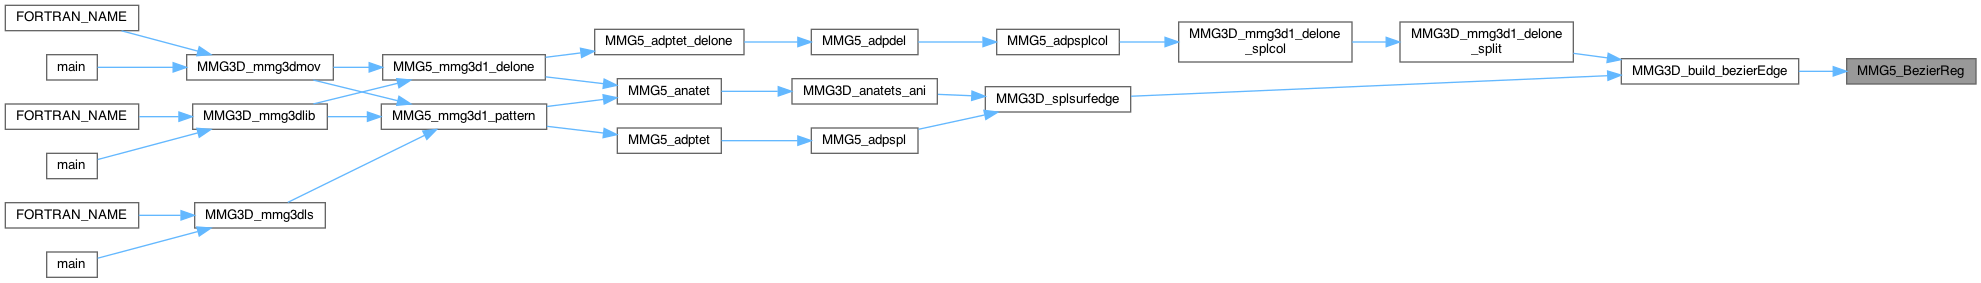 FORTRAN_NAME
main
FORTRAN_NAME
main
FORTRAN_NAME
main
MMG3D_mmg3dmov
MMG3D_mmg3dlib
MMG3D_mmg3dls
MMG5_mmg3d1_delone
MMG5_mmg3d1_pattern
MMG5_adptet_delone
MMG5_anatet
MMG5_adptet
MMG5_adpdel
MMG3D_anatets_ani
MMG5_adpspl
MMG5_adpsplcol
MMG3D_splsurfedge
MMG3D_mmg3d1_delone
_splcol
MMG3D_mmg3d1_delone
_split
MMG3D_build_bezierEdge
MMG5_BezierReg